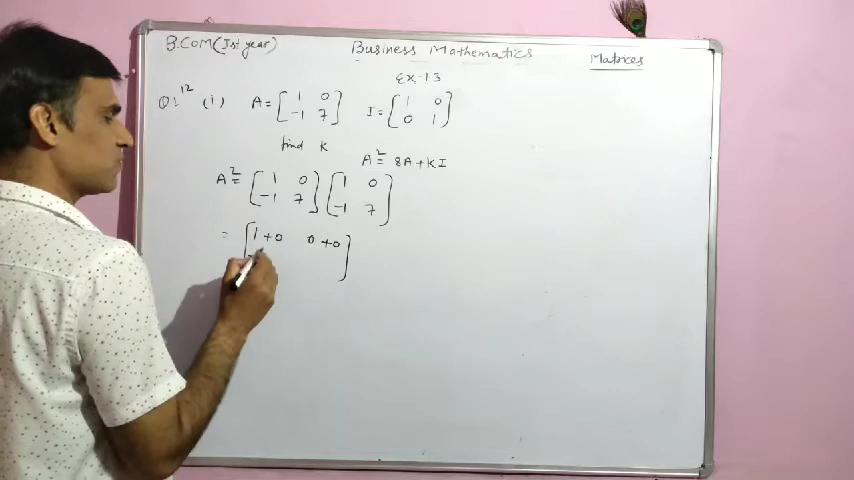 B.COM (Ist year) Business Mathematics Matrices
Ex-13
Q:12 (i) A = [1 0 -1 7] I = [1 0 0 1]
find K
A² = 8A + KI
A² = [1 0 -1 7] [1 0 -1 7]
= [1+0 0+0]